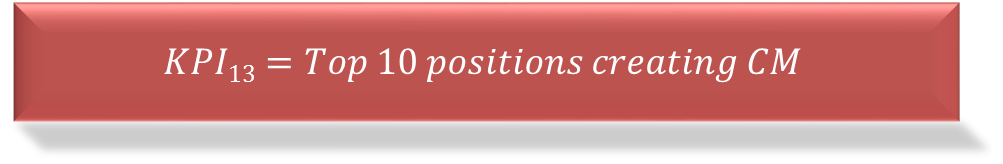 KPI₁₃ = Top 10 positions creating CM